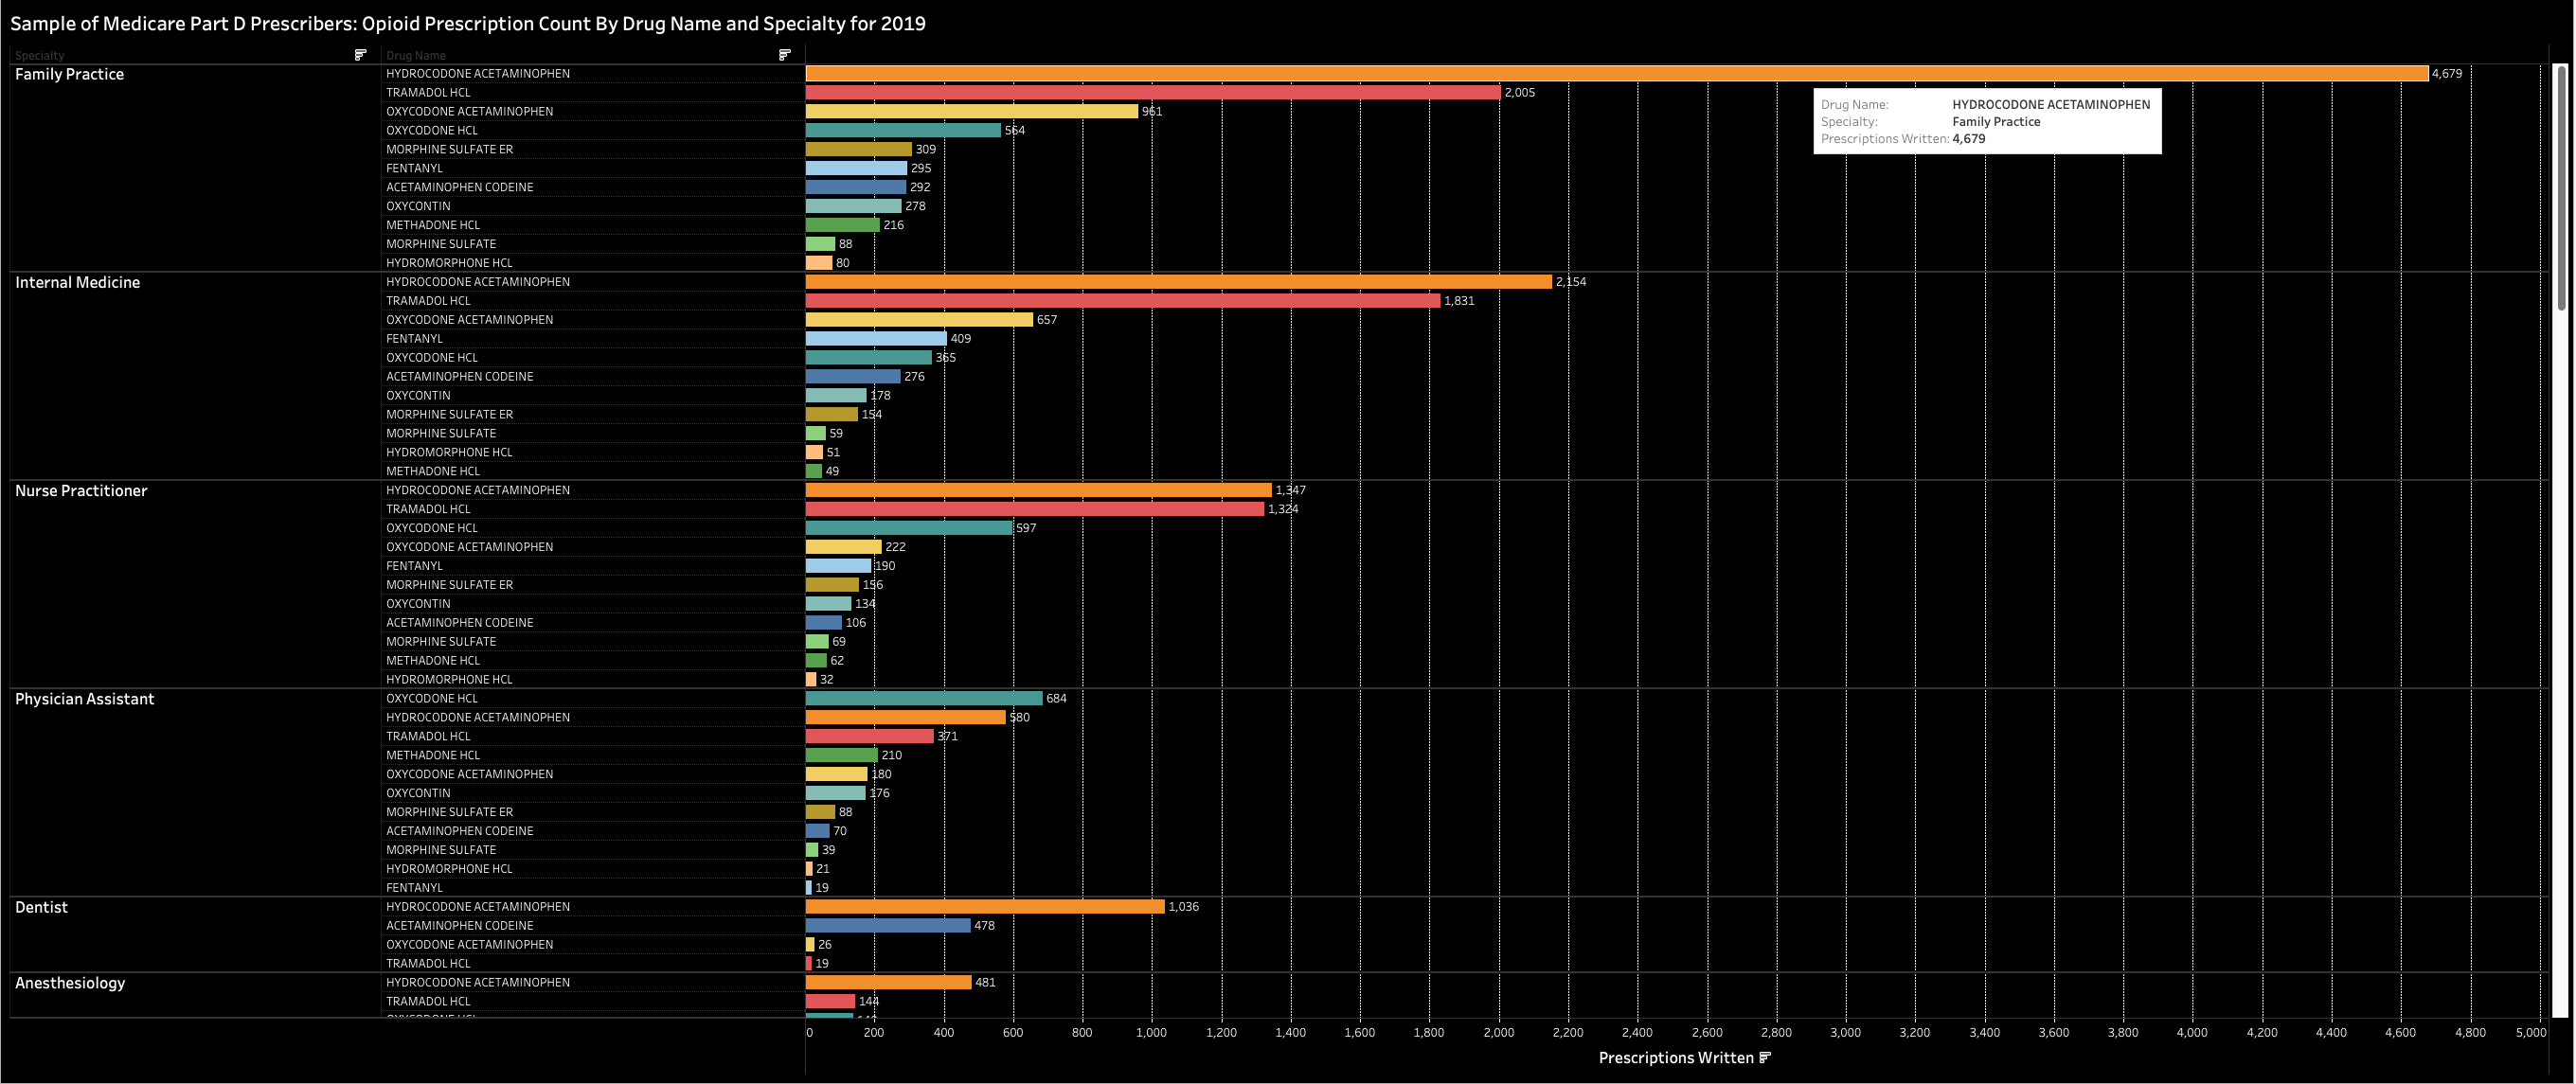 Sample of Medicare Part D Prescribers: Opioid Prescription Count By Drug Name and Specialty for 2019
Specialty Drug Name
Family Practice HYDROCODONE ACETAMINOPHEN 4,679
TRAMADOL HCL 2,005
OXYCODONE ACETAMINOPHEN 961
OXYCODONE HCL 564
MORPHINE SULFATE ER 309
FENTANYL 295
ACETAMINOPHEN CODEINE 292
OXYCONTIN 278
METHADONE HCL 216
MORPHINE SULFATE 88
HYDROMORPHONE HCL 80
Drug Name: HYDROCODONE ACETAMINOPHEN
Specialty: Family Practice
Prescriptions Written: 4,679
Internal Medicine HYDROCODONE ACETAMINOPHEN 2,154
TRAMADOL HCL 1,831
OXYCODONE ACETAMINOPHEN 657
FENTANYL 409
OXYCODONE HCL 365
ACETAMINOPHEN CODEINE 276
OXYCONTIN 178
MORPHINE SULFATE ER 154
MORPHINE SULFATE 59
HYDROMORPHONE HCL 51
METHADONE HCL 49
Nurse Practitioner HYDROCODONE ACETAMINOPHEN 1,347
TRAMADOL HCL 1,324
OXYCODONE HCL 597
OXYCODONE ACETAMINOPHEN 222
FENTANYL 190
MORPHINE SULFATE ER 156
OXYCONTIN 134
ACETAMINOPHEN CODEINE 106
MORPHINE SULFATE 69
METHADONE HCL 62
HYDROMORPHONE HCL 32
Physician Assistant OXYCODONE HCL 684
HYDROCODONE ACETAMINOPHEN 580
TRAMADOL HCL 371
METHADONE HCL 210
OXYCODONE ACETAMINOPHEN 180
OXYCONTIN 176
MORPHINE SULFATE ER 88
ACETAMINOPHEN CODEINE 70
MORPHINE SULFATE 39
HYDROMORPHONE HCL 21
FENTANYL 19
Dentist HYDROCODONE ACETAMINOPHEN 1,036
ACETAMINOPHEN CODEINE 478
OXYCODONE ACETAMINOPHEN 26
TRAMADOL HCL 19
Anesthesiology HYDROCODONE ACETAMINOPHEN 481
TRAMADOL HCL 144
0 200 400 600 800 1,000 1,200 1,400 1,600 1,800 2,000 2,200 2,400 2,600 2,800 3,000 3,200 3,400 3,600 3,800 4,000 4,200 4,400 4,600 4,800 5,000
Prescriptions Written